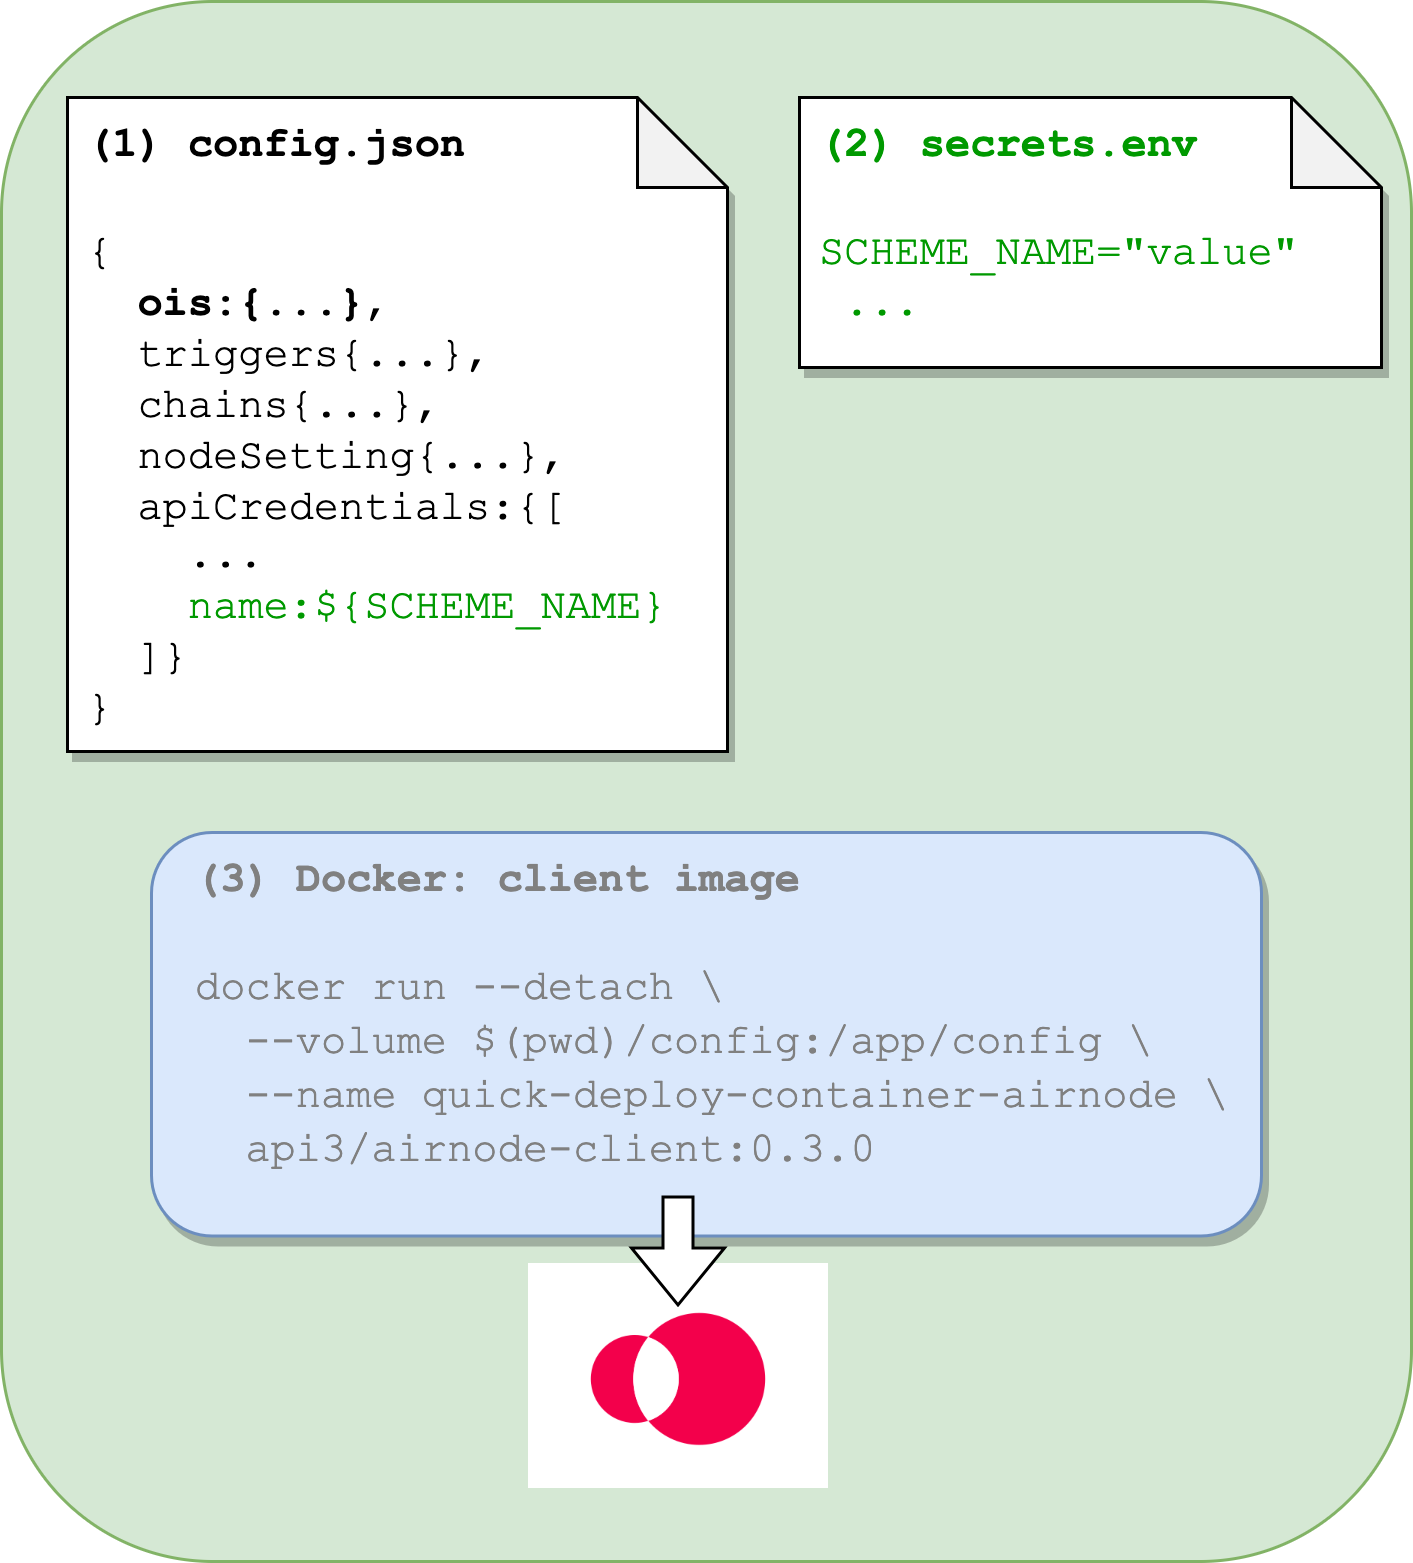 (1) config.json
{
ois:{...},
triggers{...},
chains{...},
nodeSetting{...},
apiCredentials:{[
...
name:${SCHEME_NAME}
]}
}
(2) secrets.env
SCHEME_NAME="value"
...
(3) Docker: client image
docker run --detach \
--volume $(pwd)/config:/app/config \
--name quick-deploy-container-airnode \
api3/airnode-client:0.3.0